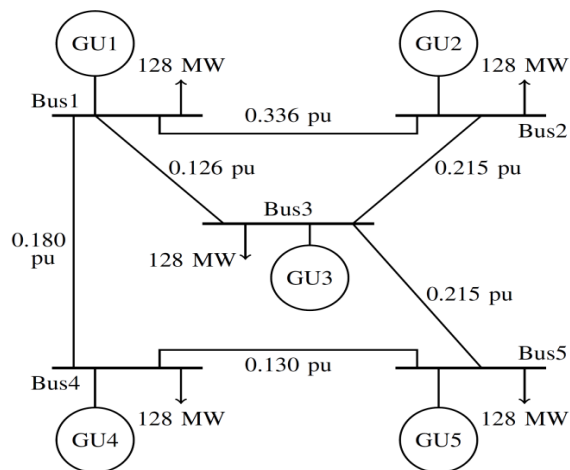 GU1
GU2
128 MW
128 MW
Bus1
0.336 pu
Bus2
0.126 pu
0.215 pu
Bus3
0.180
pu
128 MW
GU3
0.215 pu
Bus4
0.130 pu
Bus5
128 MW
128 MW
GU4
GU5